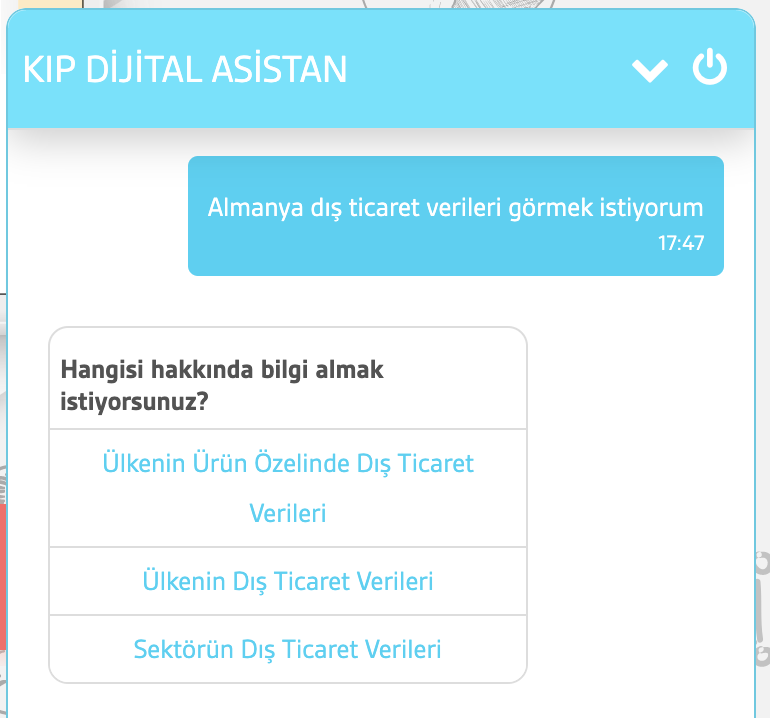 KIP DİJİTAL ASİSTAN
Almanya dış ticaret verileri görmek istiyorum
17:47
Hangisi hakkında bilgi almak
istiyorsunuz?
Ülkenin Ürün Özelinde Dış Ticaret
Verileri
Ülkenin Dış Ticaret Verileri
Sektörün Dış Ticaret Verileri